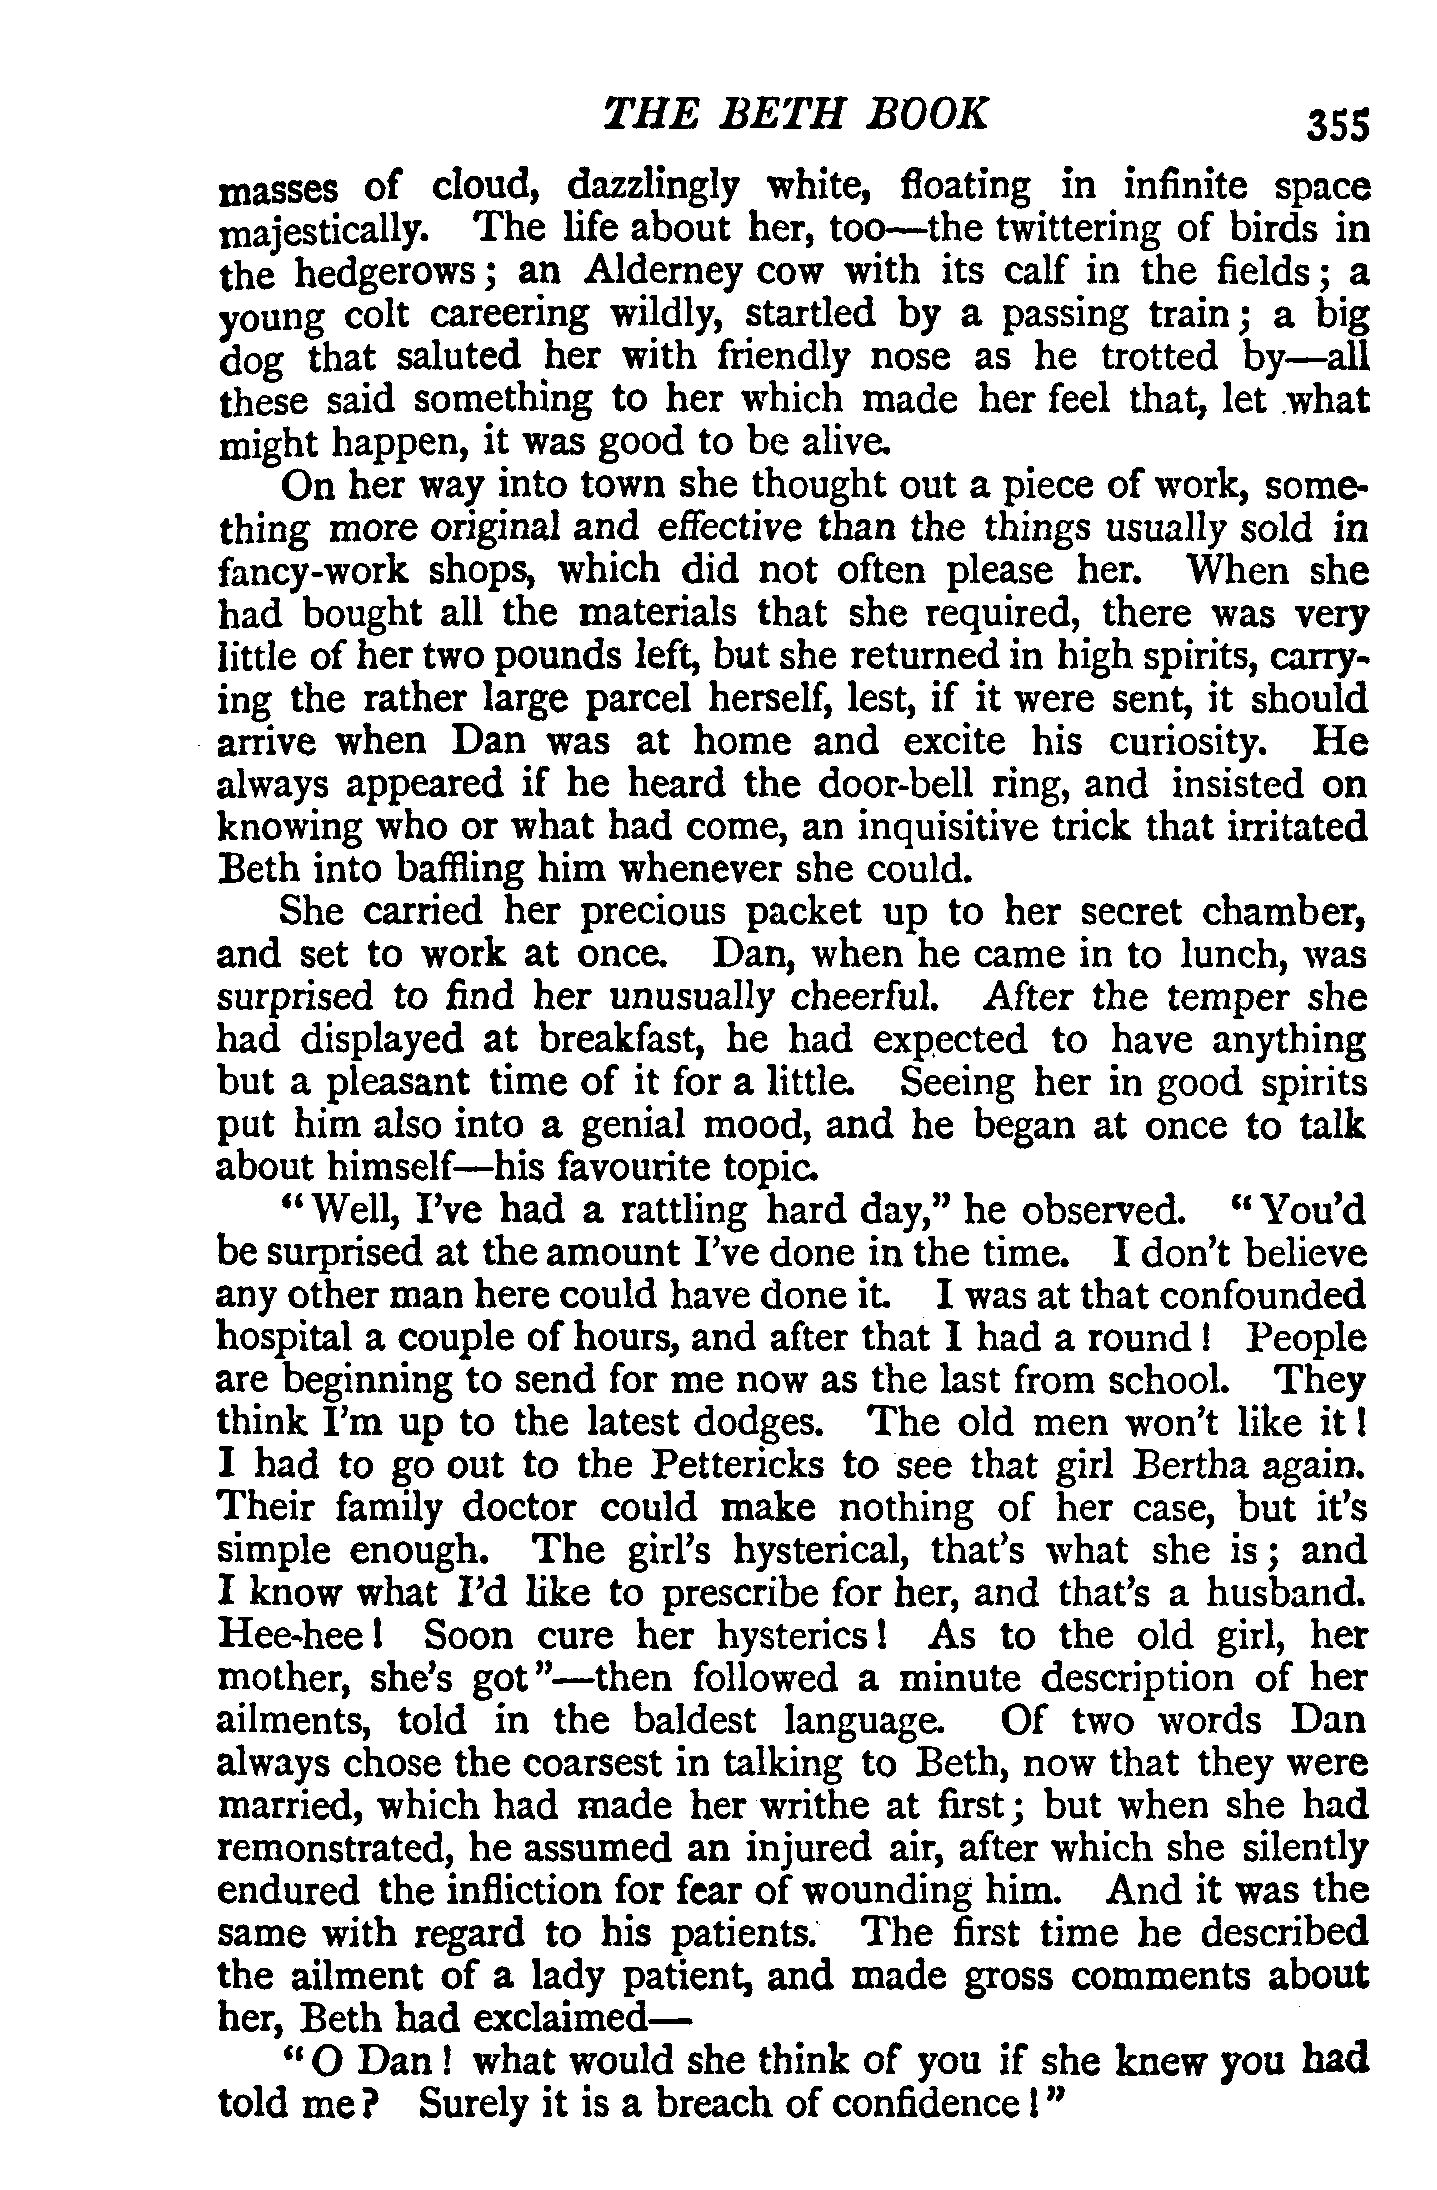 THE BETH BOOK 355
masses of cloud, dazzlingly white, floating in infinite space
majestically. The life about her, too—the twittering of birds in
the hedgerows; an Alderney cow with its calf in the fields; a
young colt careering wildly, startled by a passing train; a big
dog that saluted her with friendly nose as he trotted by—all
these said something to her which made her feel that, let what
might happen, it was good to be alive.
On her way into town she thought out a piece of work, some-
thing more original and effective than the things usually sold in
fancy-work shops, which did not often please her. When she
had bought all the materials that she required, there was very
little of her two pounds left, but she returned in high spirits, carry-
ing the rather large parcel herself, lest, if it were sent, it should
arrive when Dan was at home and excite his curiosity. He
always appeared if he heard the door-bell ring, and insisted on
knowing who or what had come, an inquisitive trick that irritated
Beth into baffling him whenever she could.
She carried her precious packet up to her secret chamber,
and set to work at once. Dan, when he came in to lunch, was
surprised to find her unusually cheerful. After the temper she
had displayed at breakfast, he had expected to have anything
but a pleasant time of it for a little. Seeing her in good spirits
put him also into a genial mood, and he began at once to talk
about himself—his favourite topic.
"Well, I've had a rattling hard day," he observed. "You'd
be surprised at the amount I've done in the time. I don't believe
any other man here could have done it. I was at that confounded
hospital a couple of hours, and after that I had a round! People
are beginning to send for me now as the last from school. They
think I'm up to the latest dodges. The old men won't like it!
I had to go out to the Pettericks to see that girl Bertha again.
Their family doctor could make nothing of her case, but it's
simple enough. The girl's hysterical, that's what she is; and
I know what I'd like to prescribe for her, and that's a husband.
Hee-hee! Soon cure her hysterics! As to the old girl, her
mother, she's got"—then followed a minute description of her
ailments, told in the baldest language. Of two words Dan
always chose the coarsest in talking to Beth, now that they were
married, which had made her writhe at first; but when she had
remonstrated, he assumed an injured air, after which she silently
endured the infliction for fear of wounding him. And it was the
same with regard to his patients. The first time he described
the ailment of a lady patient, and made gross comments about
her, Beth had exclaimed—
"O Dan! what would she think of you if she knew you had
told me? Surely it is a breach of confidence!"